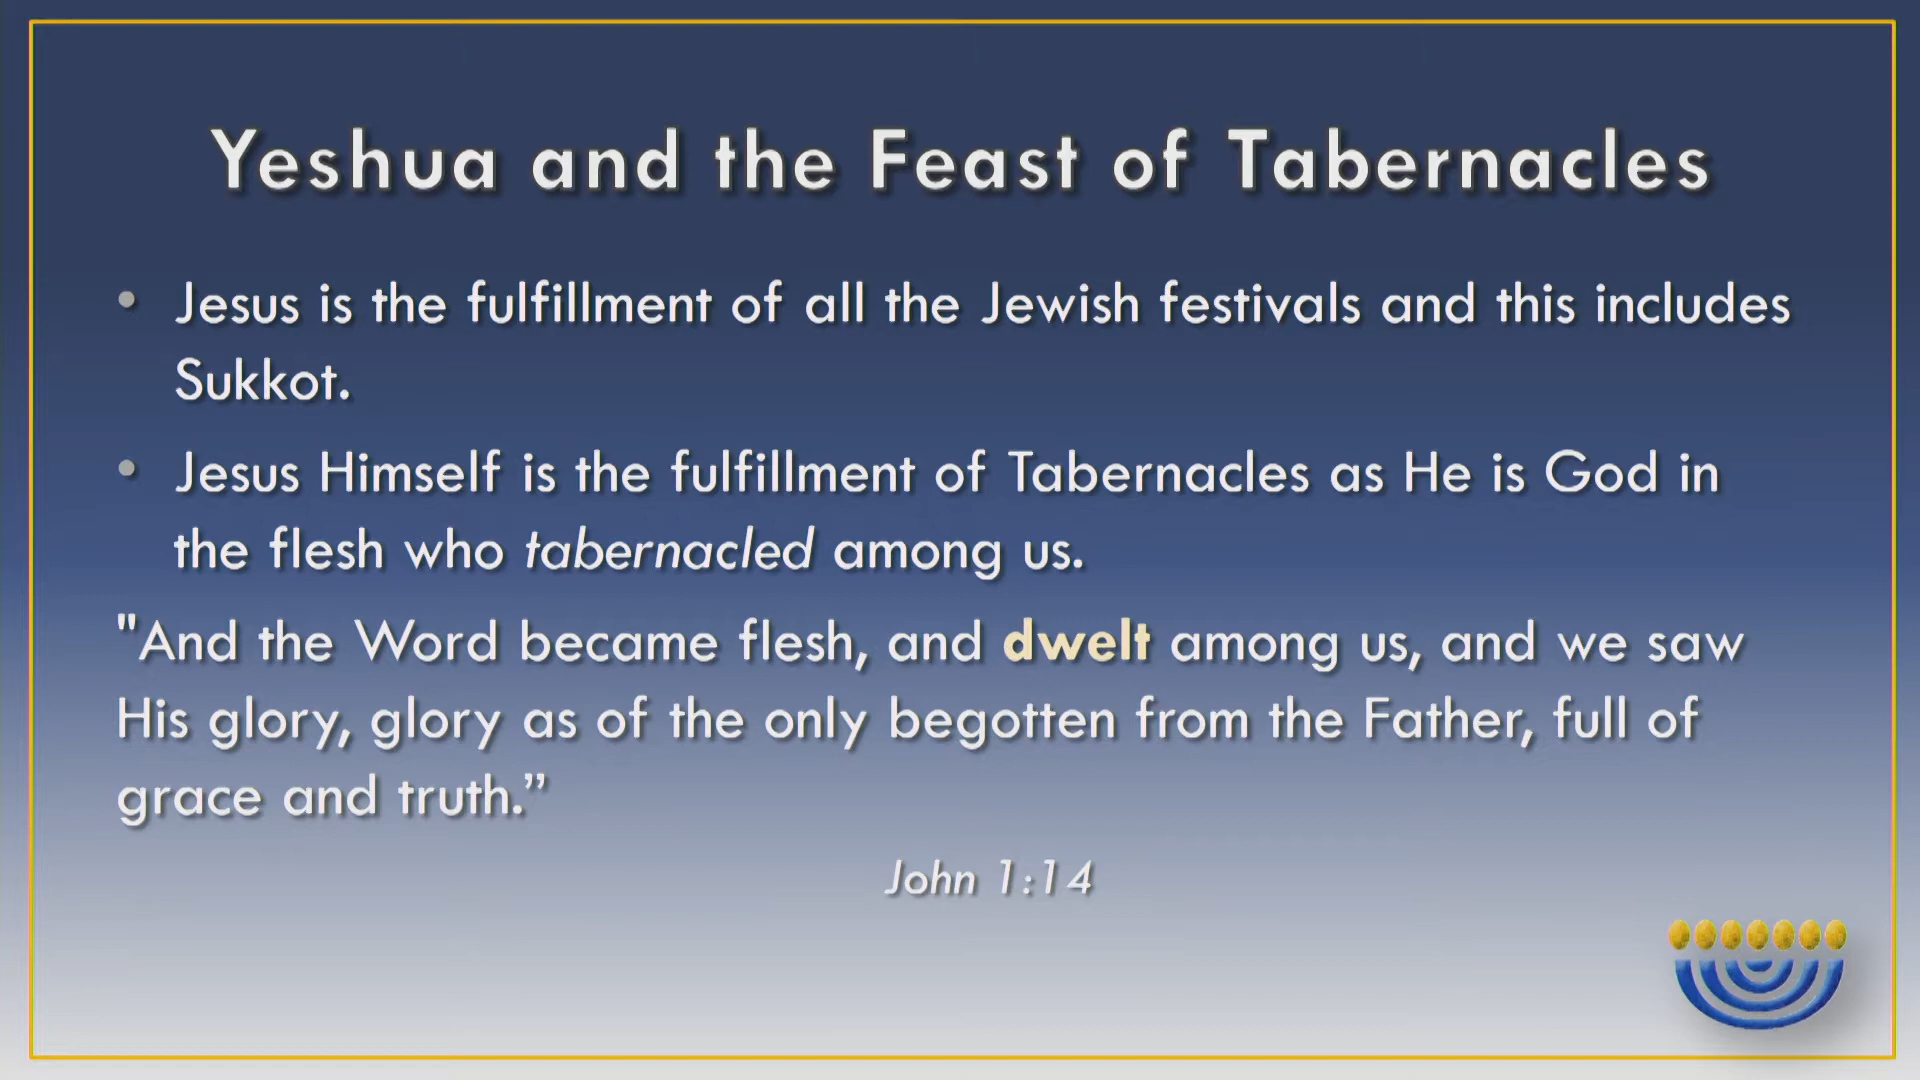 Yeshua and the Feast of Tabernacles
• Jesus is the fulfillment of all the Jewish festivals and this includes
Sukkot.
• Jesus Himself is the fulfillment of Tabernacles as He is God in
the flesh who tabernacled among us.
"And the Word became flesh, and dwelt among us, and we saw
His glory, glory as of the only begotten from the Father, full of
grace and truth.”
John 1:14